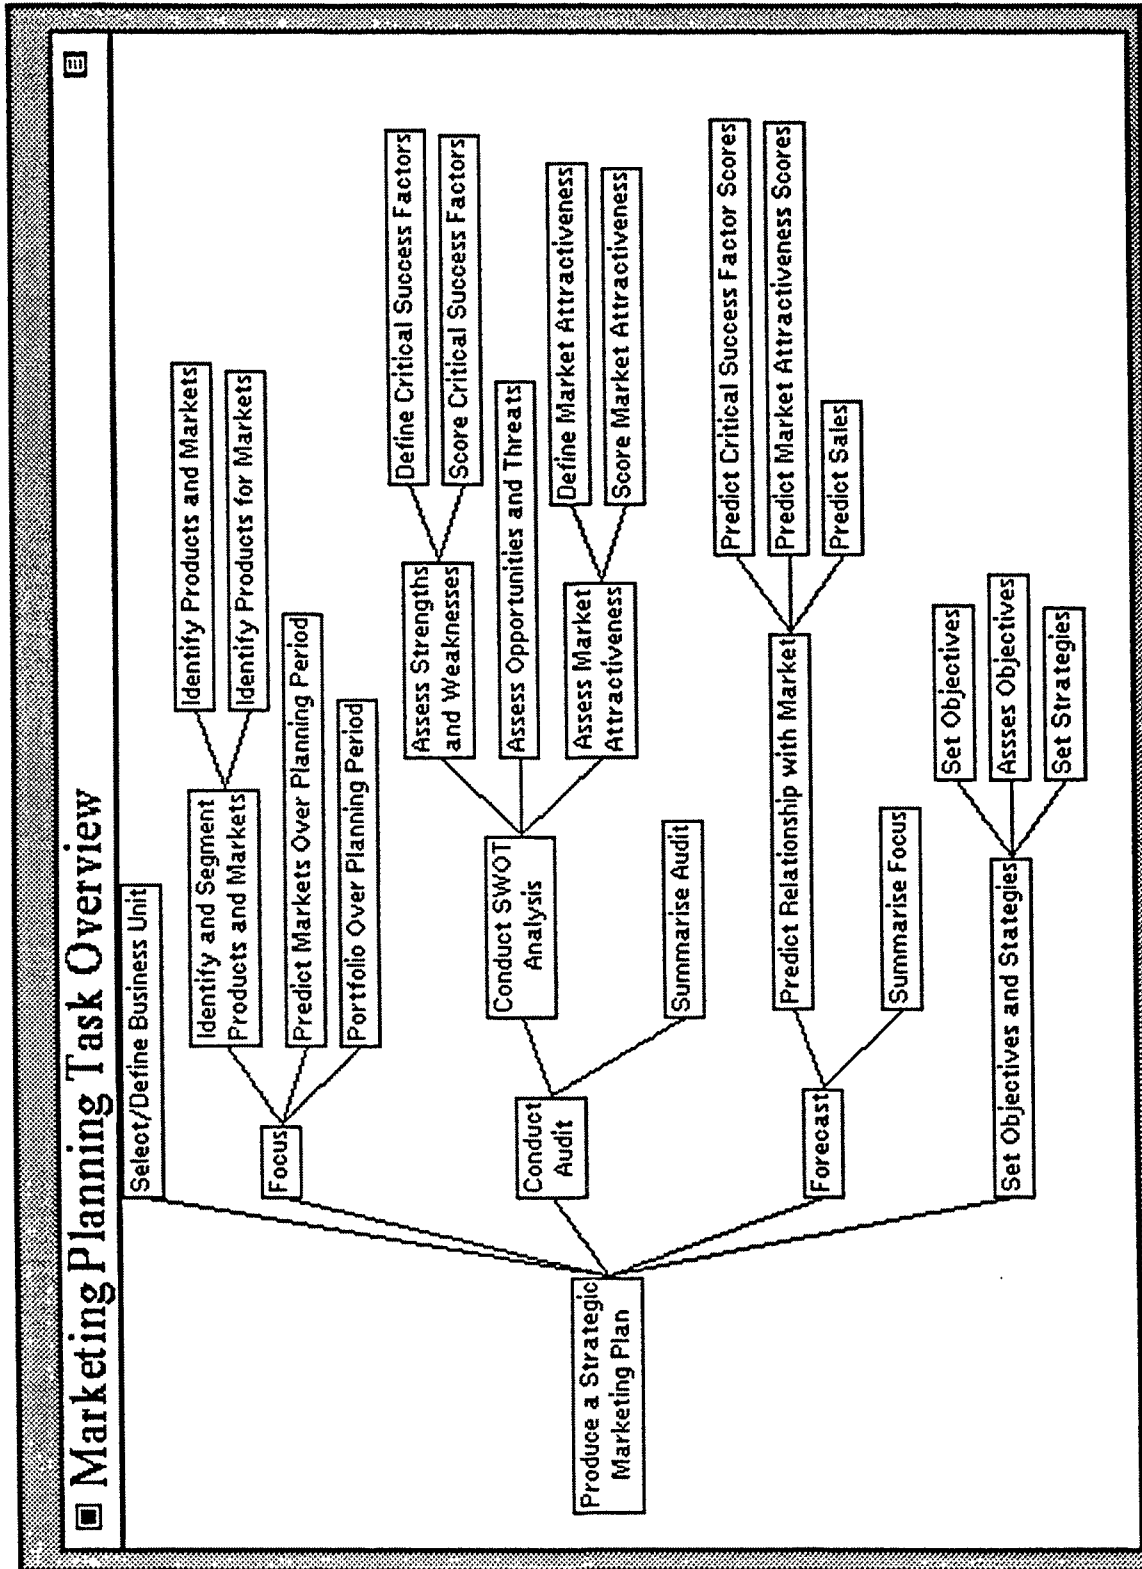 Marketing Planning Task Overview
Select/Define Business Unit
Identify Products and Markets
Identify and Segment
Products and Markets
Identify Products for Markets
Focus
Predict Markets Over Planning Period
Portfolio Over Planning Period
Define Critical Success Factors
Assess Strengths
and Weaknesses
Score Critical Success Factors
Conduct SWOT
Analysis
Assess Opportunities and Threats
Conduct
Audit
Define Market Attractiveness
Assess Market
Attractiveness
Score Market Attractiveness
Produce a Strategic
Marketing Plan
Summarise Audit
Predict Critical Success Factor Scores
Predict Relationship with Market
Predict Market Attractiveness Scores
Forecast
Predict Sales
Summarise Focus
Set Objectives
Set Objectives and Stategies
Assses Objectives
Set Strategies